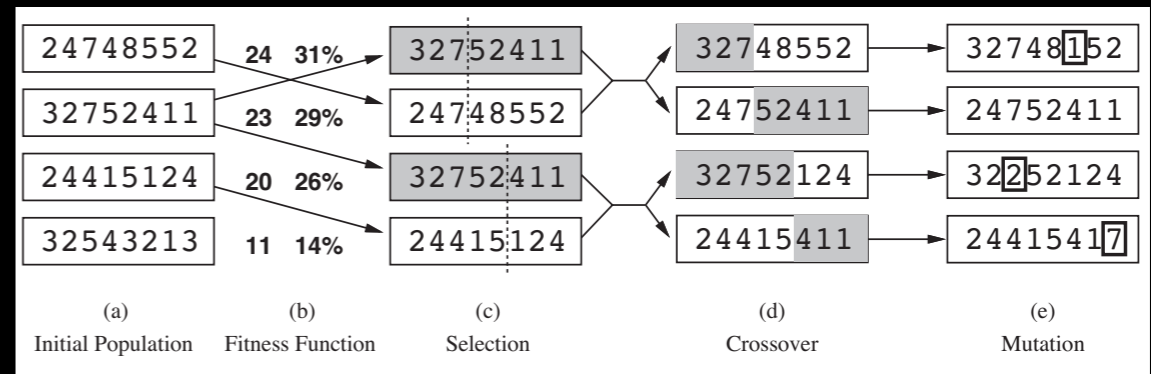 24748552 24 31% 32752411 32748552 32748152
32752411 23 29% 24748552 24752411 24752411
24415124 20 26% 32752411 32752124 32252124
32543213 11 14% 24415124 24415411 24415417
(a) (b) (c) (d) (e)
Initial Population Fitness Function Selection Crossover Mutation